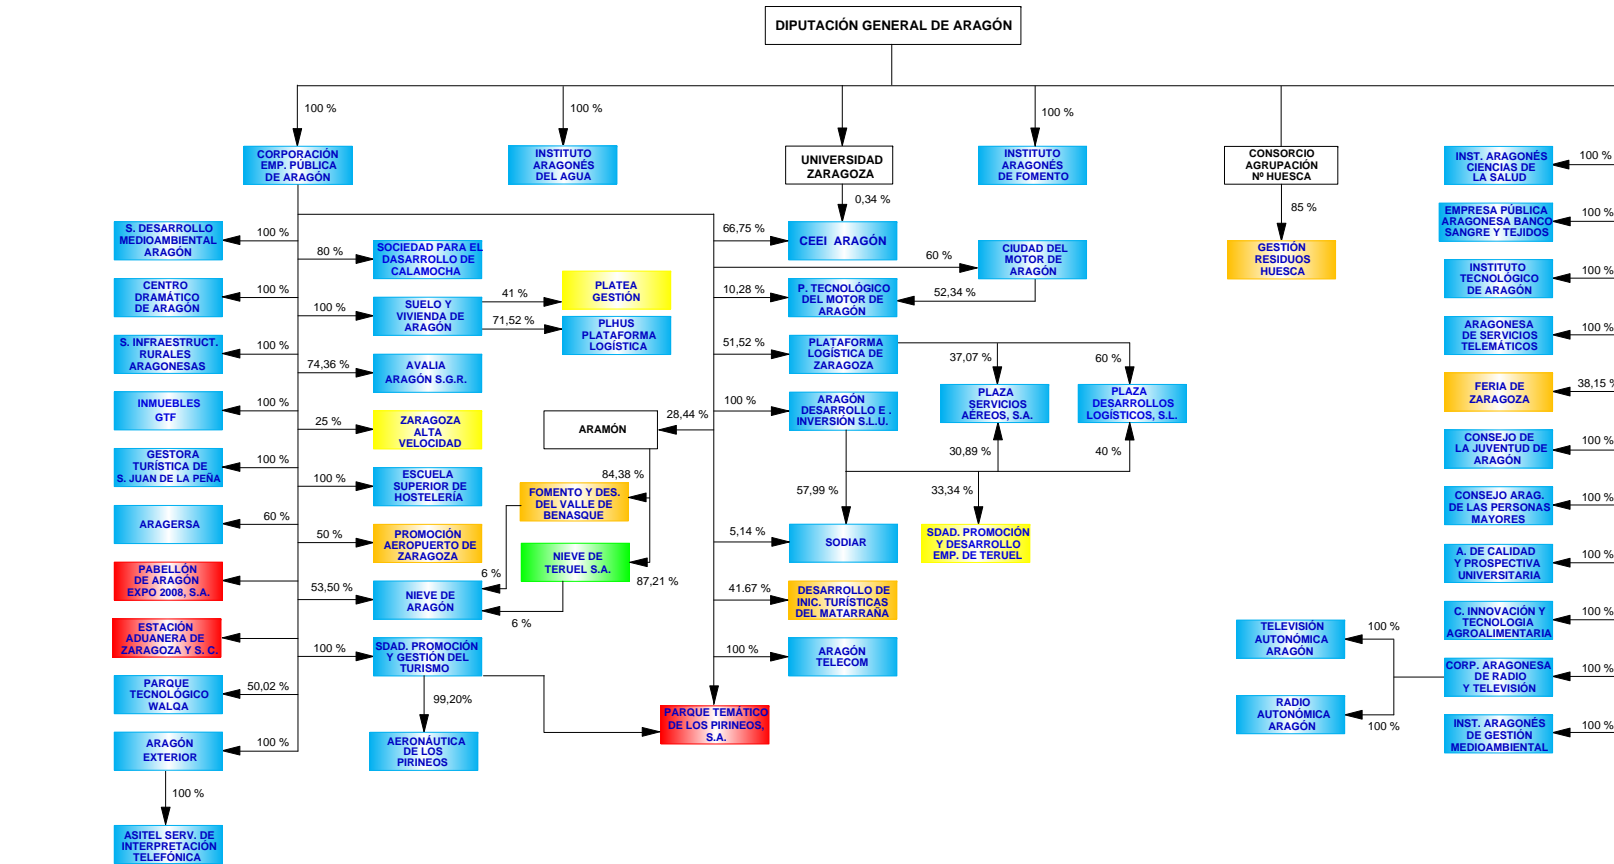 DIPUTACIÓN GENERAL DE ARAGÓN
100 %
100 %
100 %
CORPORACIÓN
EMP. PÚBLICA
DE ARAGÓN
INSTITUTO
ARAGONÉS
DEL AGUA
UNIVERSIDAD
ZARAGOZA
INSTITUTO
ARAGONÉS
DE FOMENTO
CONSORCIO
AGRUPACIÓN
Nº HUESCA
INST. ARAGONÉS
CIENCIAS DE
LA SALUD
100 %
0,34 %
85 %
S. DESARROLLO
MEDIOAMBIENTAL
ARAGÓN
100 %
80 %
SOCIEDAD PARA EL
DASARROLLO DE
CALAMOCHA
66,75 %
CEEI ARAGÓN
60 %
CIUDAD DEL
MOTOR DE
ARAGÓN
GESTIÓN
RESIDUOS
HUESCA
EMPRESA PÚBLICA
ARAGONESA BANCO
SANGRE Y TEJIDOS
100 %
CENTRO
DRAMÁTICO
DE ARAGÓN
100 %
100 %
SUELO Y
VIVIENDA DE
ARAGÓN
41 %
PLATEA
GESTIÓN
71,52 %
PLHUS
PLATAFORMA
LOGÍSTICA
10,28 %
P. TECNOLÓGICO
DEL MOTOR DE
ARAGÓN
52,34 %
INSTITUTO
TECNOLÓGICO
DE ARAGÓN
100 %
S. INFRAESTRUCT.
RURALES
ARAGONESAS
100 %
74,36 %
AVALIA
ARAGÓN S.G.R.
51,52 %
PLATAFORMA
LOGÍSTICA DE
ZARAGOZA
37,07 %
60 %
ARAGONESA
DE SERVICIOS
TELEMÁTICOS
100 %
INMUEBLES
GTF
100 %
25 %
ZARAGOZA
ALTA
VELOCIDAD
ARAMÓN
28,44 %
100 %
ARAGÓN
DESARROLLO E .
INVERSIÓN S.L.U.
PLAZA
SERVICIOS
AÉREOS, S.A.
PLAZA
DESARROLLOS
LOGÍSTICOS, S.L.
FERIA DE
ZARAGOZA
38,15 %
30,89 %
40 %
GESTORA
TURÍSTICA DE
S. JUAN DE LA PEÑA
100 %
100 %
ESCUELA
SUPERIOR DE
HOSTELERÍA
84,38 %
FOMENTO Y DES.
DEL VALLE DE
BENASQUE
57,99 %
33,34 %
CONSEJO DE
LA JUVENTUD DE
ARAGÓN
100 %
ARAGERSA
60 %
50 %
PROMOCIÓN
AEROPUERTO DE
ZARAGOZA
5,14 %
SODIAR
SDAD. PROMOCIÓN
Y DESARROLLO
EMP. DE TERUEL
CONSEJO ARAG.
DE LAS PERSONAS
MAYORES
100 %
PABELLÓN
DE ARAGÓN
EXPO 2008, S.A.
100 %
53,50 %
NIEVE DE
ARAGÓN
6 %
NIEVE DE
TERUEL S.A.
87,21 %
6 %
41.67 %
DESARROLLO DE
INIC. TURÍSTICAS
DEL MATARRAÑA
A. DE CALIDAD
Y PROSPECTIVA
UNIVERSITARIA
100 %
ESTACIÓN
ADUANERA DE
ZARAGOZA Y S. C.
100 %
100 %
SDAD. PROMOCIÓN
Y GESTIÓN DEL
TURISMO
100 %
ARAGÓN
TELECOM
TELEVISIÓN
AUTONÓMICA
ARAGÓN
100 %
C. INNOVACIÓN Y
TECNOLOGIA
AGROALIMENTARIA
100 %
PARQUE
TECNOLÓGICO
WALQA
50,02 %
99,20%
PARQUE TEMÁTICO
DE LOS PIRINEOS,
S.A.
RADIO
AUTONÓMICA
ARAGÓN
100 %
CORP. ARAGONESA
DE RADIO
Y TELEVISIÓN
100 %
ARAGÓN
EXTERIOR
100 %
AERONÁUTICA
DE LOS
PIRINEOS
INST. ARAGONÉS
DE GESTIÓN
MEDIOAMBIENTAL
100 %
100 %
ASITEL SERV. DE
INTERPRETACIÓN
TELEFÓNICA